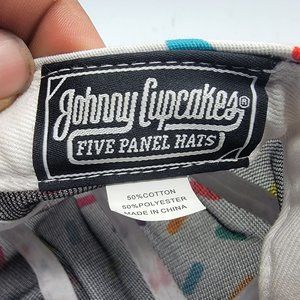 Johnny Cupcakes®
FIVE PANEL HATS
50%COTTON
50%POLYESTER
MADE IN CHINA